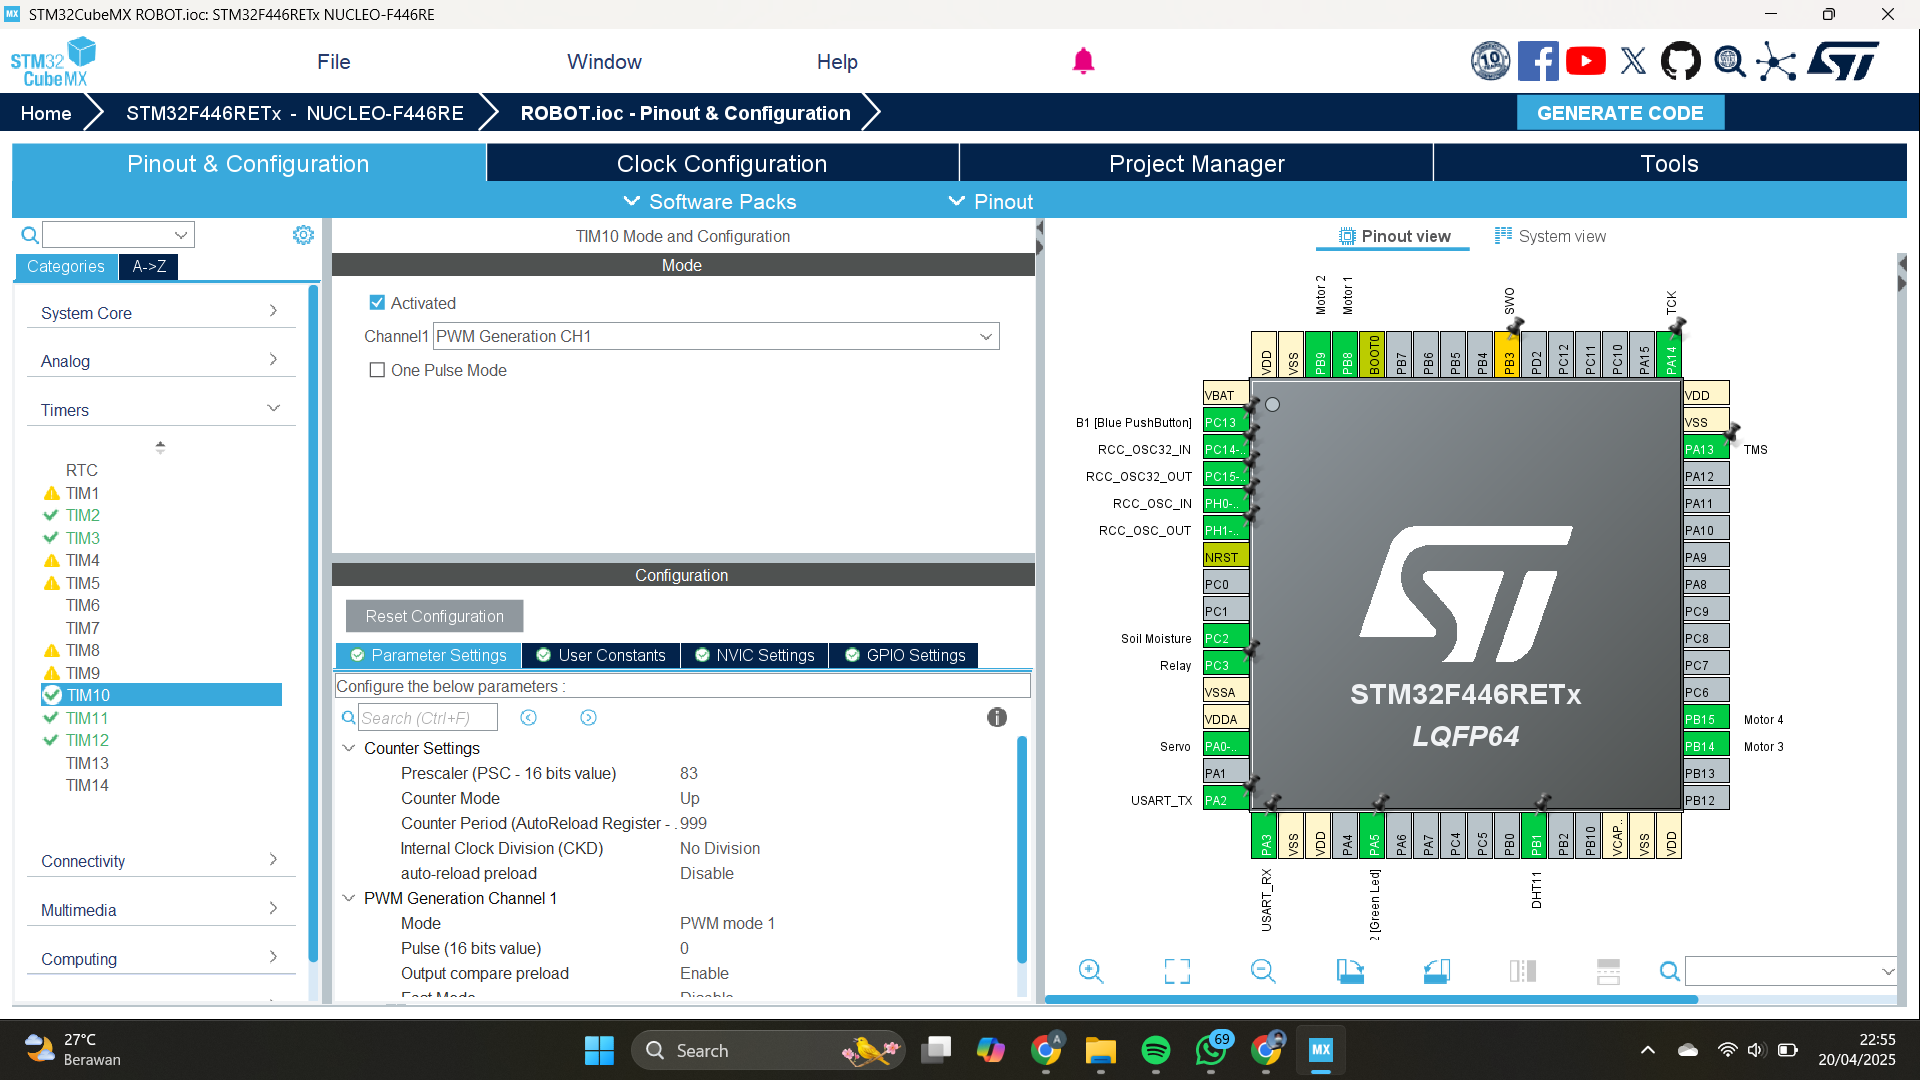 STM32CubeMX ROBOT.ioc: STM32F446RETx NUCLEO-F446RE
STM32
CubeMX
File
Window
Help
Home
STM32F446RETx - NUCLEO-F446RE
ROBOT.ioc - Pinout & Configuration
GENERATE CODE
Pinout & Configuration
Clock Configuration
Project Manager
Tools
Software Packs
Pinout
Categories
A->Z
System Core
Analog
Timers
RTC
TIM1
TIM2
TIM3
TIM4
TIM5
TIM6
TIM7
TIM8
TIM9
TIM10
TIM11
TIM12
TIM13
TIM14
Connectivity
Multimedia
Computing
TIM10 Mode and Configuration
Mode
Activated
Channel1 PWM Generation CH1
One Pulse Mode
Configuration
Reset Configuration
Parameter Settings
User Constants
NVIC Settings
GPIO Settings
Configure the below parameters :
Search (Ctrl+F)
Counter Settings
Prescaler (PSC - 16 bits value) 83
Counter Mode Up
Counter Period (AutoReload Register - . 999
Internal Clock Division (CKD) No Division
auto-reload preload Disable
PWM Generation Channel 1
Mode PWM mode 1
Pulse (16 bits value) 0
Output compare preload Enable
Fast Mode Disable
Pinout view
System view
Motor 2
Motor 1
SWO
TCK
VDD
VSS
PB9
PB8
BOOT0
PB7
PB6
PB5
PB4
PB3
PD2
PC12
PC11
PC10
PA15
PA14
VBAT
B1 [Blue PushButton] PC13
RCC_OSC32_IN PC14-..
RCC_OSC32_OUT PC15-..
RCC_OSC_IN PH0-..
RCC_OSC_OUT PH1-..
NRST
PC0
PC1
Soil Moisture PC2
Relay PC3
VSSA
VDDA
Servo PA0-..
PA1
USART_TX PA2
STM32F446RETx
LQFP64
VDD
VSS
PA13 TMS
PA12
PA11
PA10
PA9
PA8
PC9
PC8
PC7
PC6
PB15 Motor 4
PB14 Motor 3
PB13
PB12
PA3
VSS
VDD
PA4
PA5
PA6
PA7
PC4
PC5
PB0
PB1
PB2
PB10
VCAP..
VSS
VDD
USART_RX
2 [Green Led]
DHT11
27°C
Berawan
Search
69
MX
22:55
20/04/2025